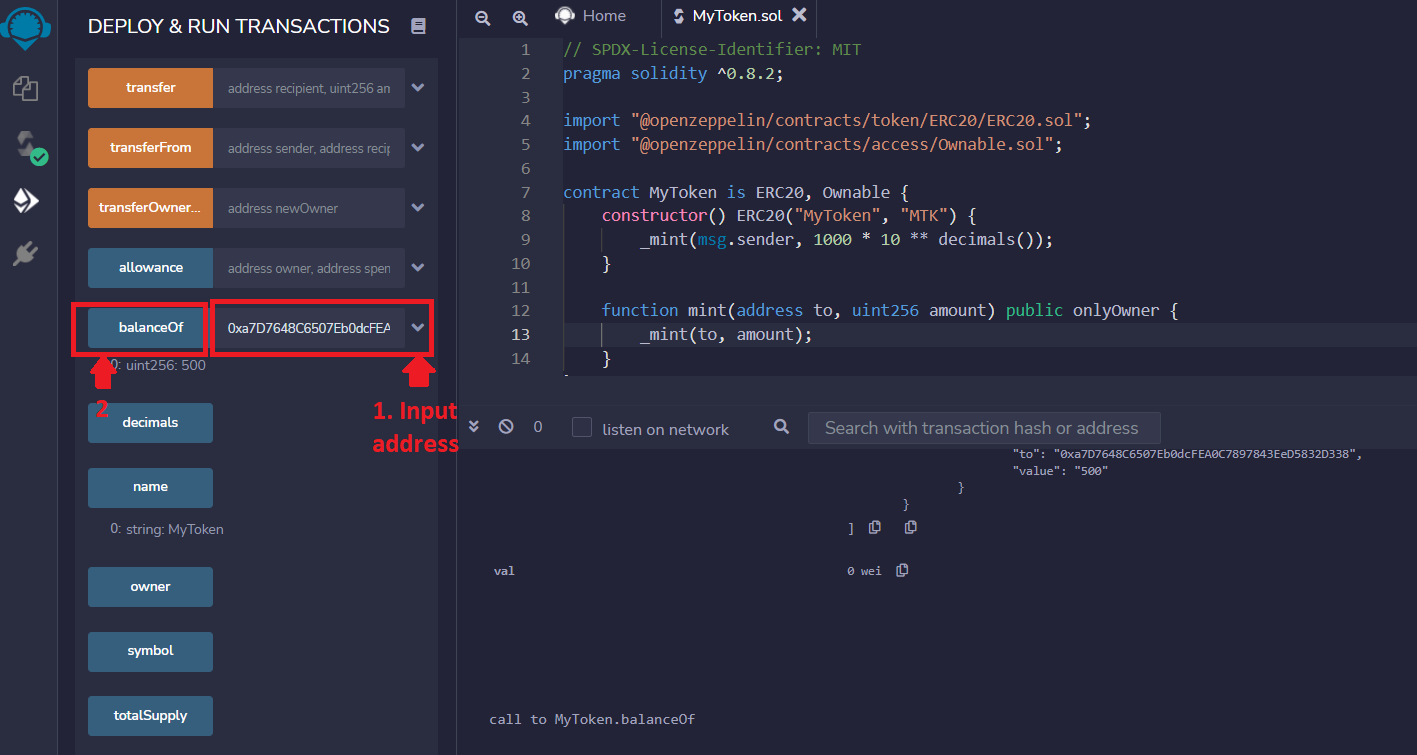 DEPLOY & RUN TRANSACTIONS
transfer
address recipient, uint256 am
transferFrom
address sender, address recip
transferOwner...
address newOwner
allowance
address owner, address spen
balanceOf
0xa7D7648C6507Eb0dcFEA
0: uint256: 500
2
1. Input
address
decimals
name
0: string: MyToken
owner
symbol
totalSupply
Home
MyToken.sol
1 // SPDX-License-Identifier: MIT
2 pragma solidity ^0.8.2;
3
4 import "@openzeppelin/contracts/token/ERC20/ERC20.sol";
5 import "@openzeppelin/contracts/access/Ownable.sol";
6
7 contract MyToken is ERC20, Ownable {
8 constructor() ERC20("MyToken", "MTK") {
9 _mint(msg.sender, 1000 * 10 ** decimals());
10 }
11
12 function mint(address to, uint256 amount) public onlyOwner {
13 _mint(to, amount);
14 }
0
listen on network
Search with transaction hash or address
"to": "0xa7D7648C6507Eb0dcFEA0C7897843EeD5832D338",
"value": "500"
}
}
]
val 0 wei
call to MyToken.balanceOf